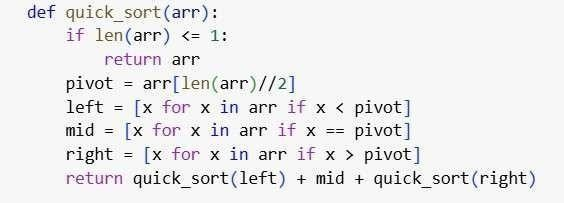 def quick_sort(arr):
    if len(arr) <= 1:
        return arr
    pivot = arr[len(arr)//2]
    left = [x for x in arr if x < pivot]
    mid = [x for x in arr if x == pivot]
    right = [x for x in arr if x > pivot]
    return quick_sort(left) + mid + quick_sort(right)